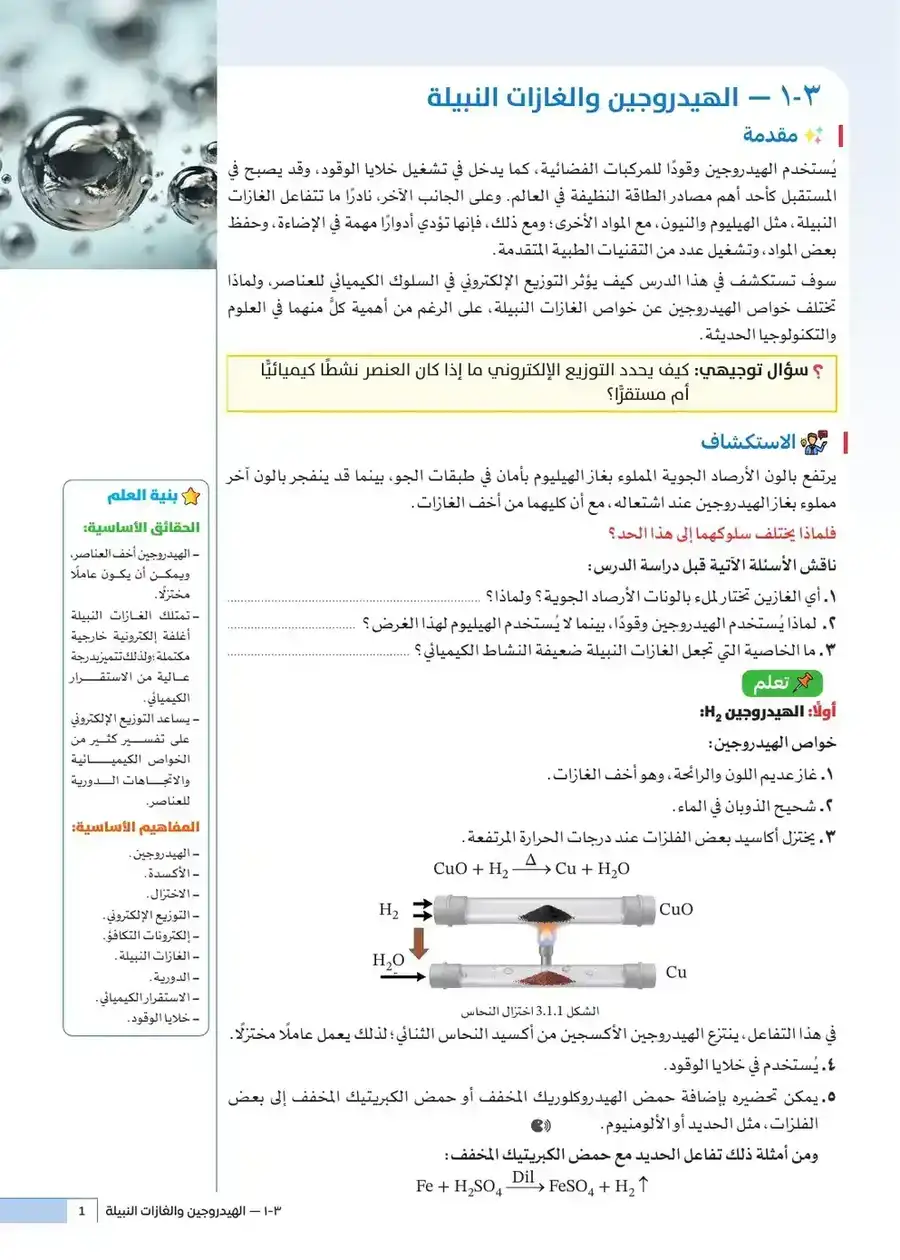 ٣-١ — الهيدروجين والغازات النبيلة
مقدمة
يُستخدم الهيدروجين وقودًا للمركبات الفضائية، كما يدخل في تشغيل خلايا الوقود، وقد يصبح في
المستقبل كأحد أهم مصادر الطاقة النظيفة في العالم. وعلى الجانب الآخر، نادرًا ما تتفاعل الغازات
النبيلة، مثل الهيليوم والنيون، مع المواد الأخرى؛ ومع ذلك، فإنها تؤدي أدوارًا مهمة في الإضاءة، وحفظ
بعض المواد، وتشغيل عدد من التقنيات الطبية المتقدمة.
سوف تستكشف في هذا الدرس كيف يؤثر التوزيع الإلكتروني في السلوك الكيميائي للعناصر، ولماذا
تختلف خواص الهيدروجين عن خواص الغازات النبيلة، على الرغم من أهمية كلٍّ منهما في العلوم
والتكنولوجيا الحديثة.
؟ سؤال توجيهي: كيف يحدد التوزيع الإلكتروني ما إذا كان العنصر نشطًا كيميائيًّا
أم مستقرًّا؟
الاستكشاف
يرتفع بالون الأرصاد الجوية المملوء بغاز الهيليوم بأمان في طبقات الجو، بينما قد ينفجر بالون آخر
مملوء بغاز الهيدروجين عند اشتعاله، مع أن كليهما من أخف الغازات.
فلماذا يختلف سلوكهما إلى هذا الحد؟
ناقش الأسئلة الآتية قبل دراسة الدرس:
١. أي الغازين تختار لملء بالونات الأرصاد الجوية؟ ولماذا؟
٢. لماذا يُستخدم الهيدروجين وقودًا، بينما لا يُستخدم الهيليوم لهذا الغرض؟
٣. ما الخاصية التي تجعل الغازات النبيلة ضعيفة النشاط الكيميائي؟
تعلم
أولًا: الهيدروجين H₂:
خواص الهيدروجين:
١. غاز عديم اللون والرائحة، وهو أخف الغازات.
٢. شحيح الذوبان في الماء.
٣. يختزل أكاسيد بعض الفلزات عند درجات الحرارة المرتفعة.
CuO + H₂ —Δ→ Cu + H₂O
H₂
CuO
H₂O
Cu
الشكل 3.1.1 اختزال النحاس
في هذا التفاعل، ينتزع الهيدروجين الأكسجين من أكسيد النحاس الثنائي؛ لذلك يعمل عاملًا مختزلًا.
٤. يُستخدم في خلايا الوقود.
٥. يمكن تحضيره بإضافة حمض الهيدروكلوريك المخفف أو حمض الكبريتيك المخفف إلى بعض
الفلزات، مثل الحديد أو الألومنيوم.
ومن أمثلة ذلك تفاعل الحديد مع حمض الكبريتيك المخفف:
Fe + H₂SO₄ —Dil→ FeSO₄ + H₂↑
بنية العلم
الحقائق الأساسية:
– الهيدروجين أخف العناصر،
ويمكن أن يكون عاملًا
مختزلًا.
– تمتلك الغازات النبيلة
أغلفة إلكترونية خارجية
مكتملة؛ ولذلك تتميز بدرجة
عالية من الاستقرار
الكيميائي.
– يساعد التوزيع الإلكتروني
على تفسير كثير من
الخواص الكيميائية
والاتجاهات الدورية
للعناصر.
المفاهيم الأساسية:
– الهيدروجين.
– الأكسدة.
– الاختزال.
– التوزيع الإلكتروني.
– إلكترونات التكافؤ.
– الغازات النبيلة.
– الدورية.
– الاستقرار الكيميائي.
– خلايا الوقود.
٣-١ — الهيدروجين والغازات النبيلة
1